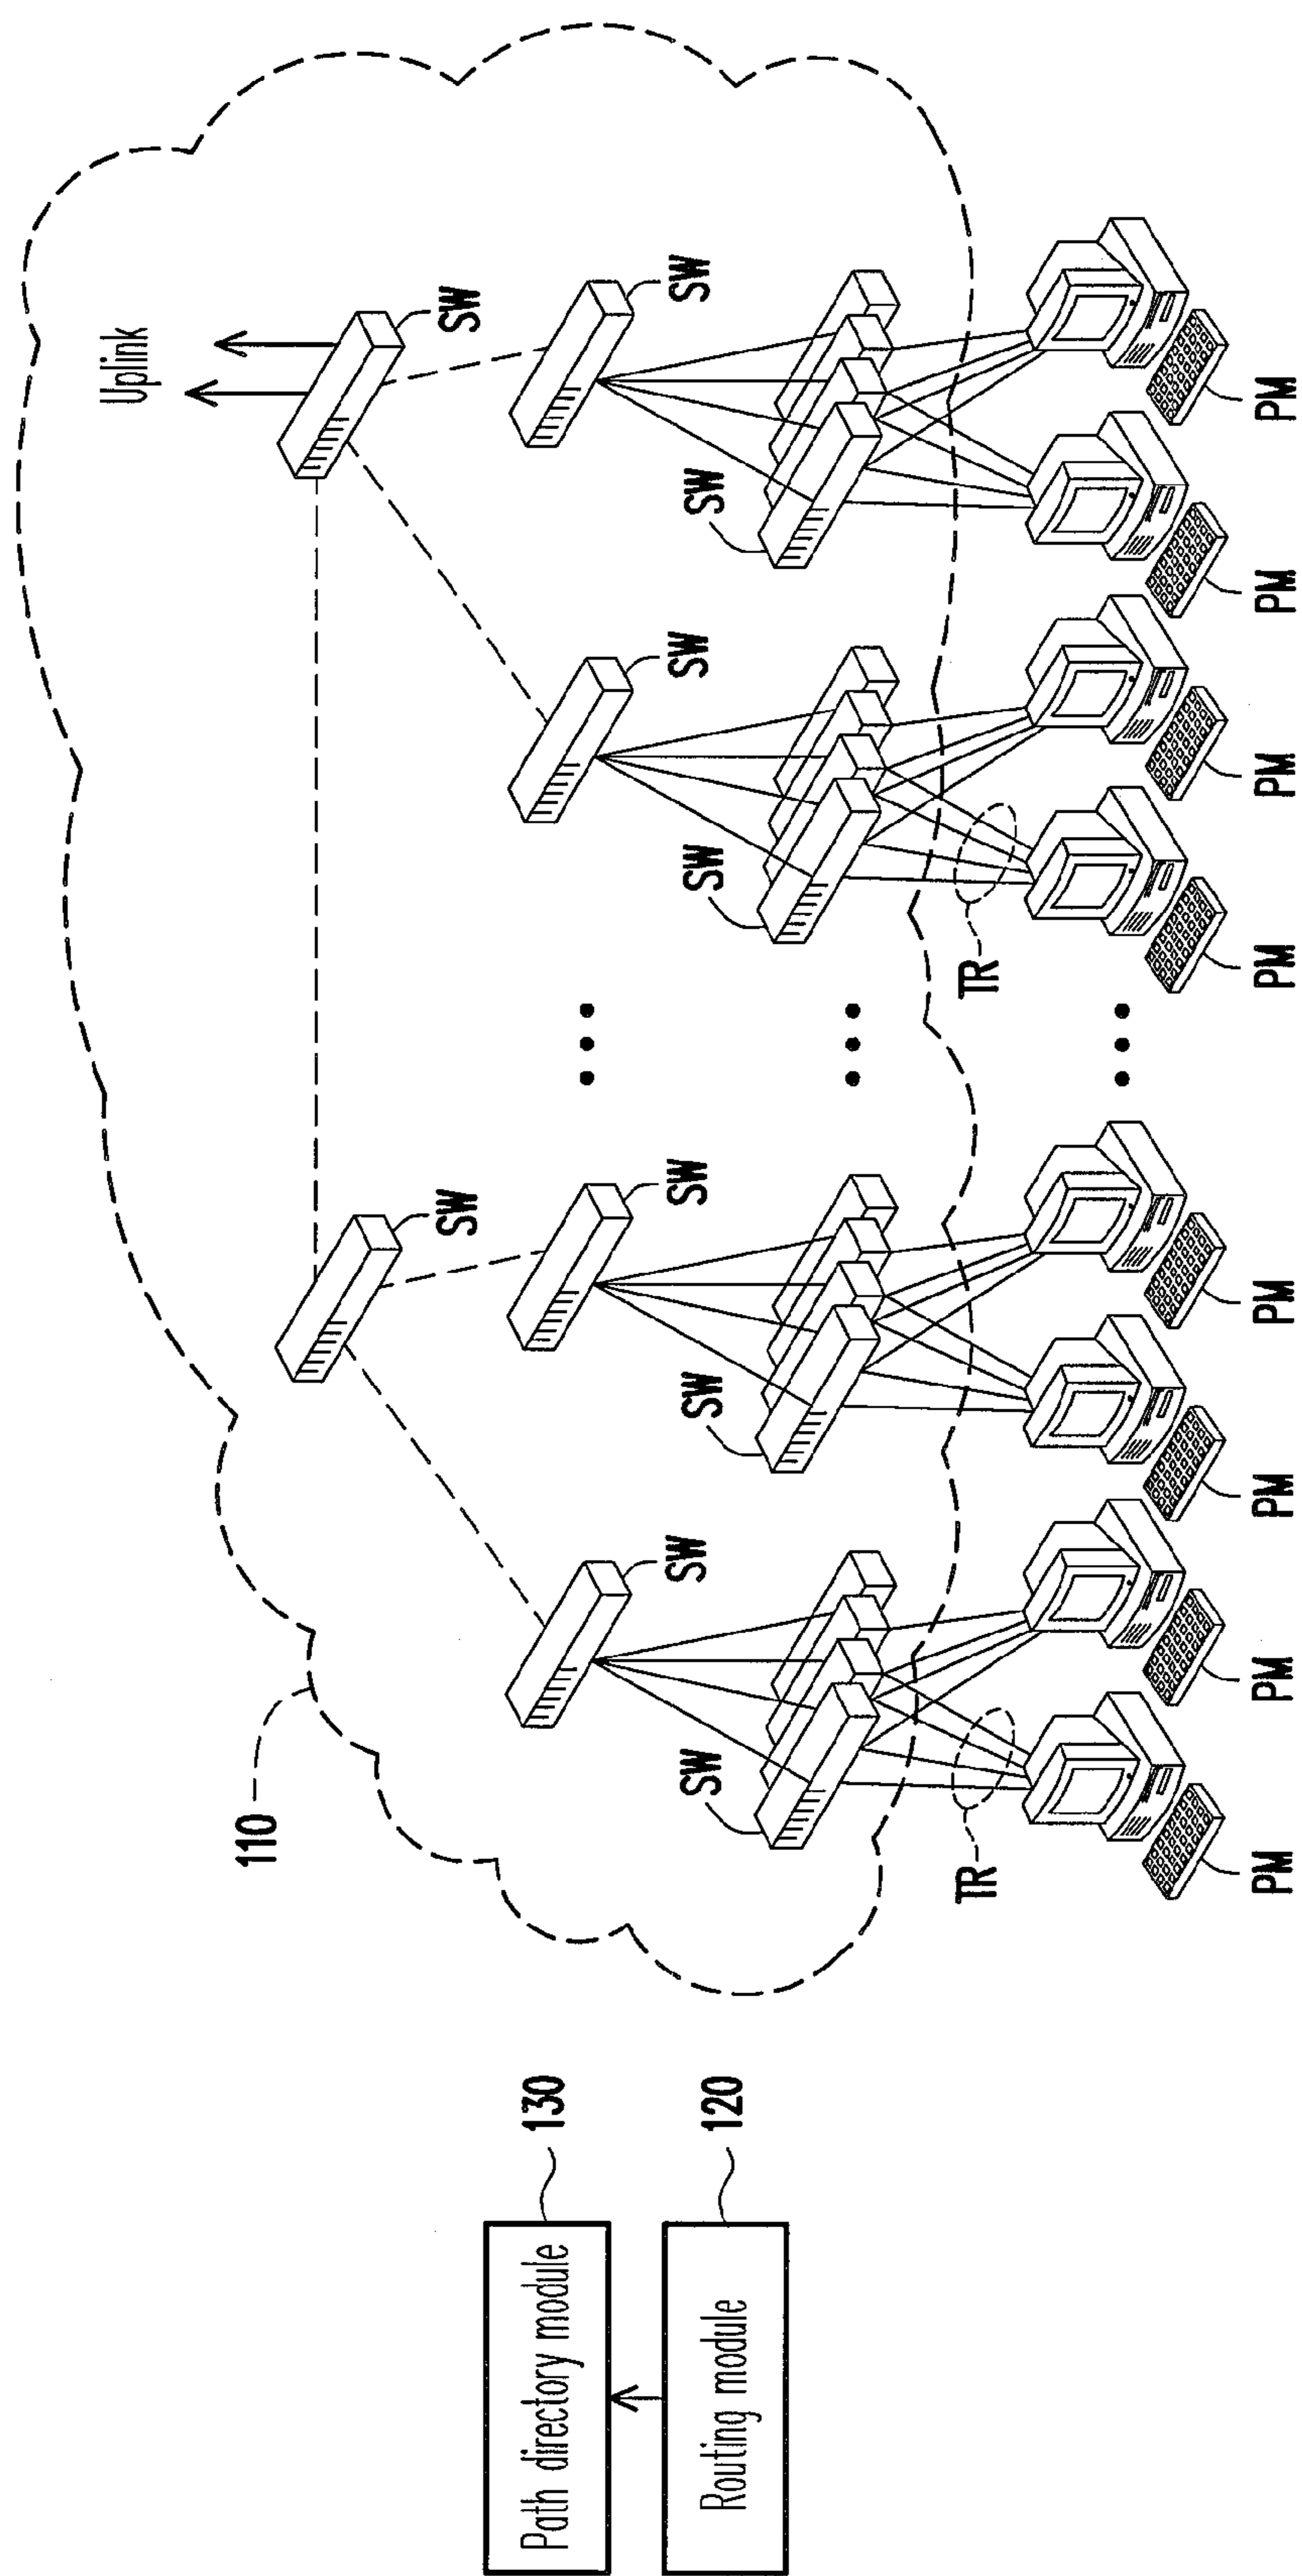 Uplink
110
SW
SW
Path directory module
130
SW
SW
SW
SW
SW
SW
SW
SW
Routing module
120
TR
TR
PM
PM
PM
PM
PM
PM
PM
PM